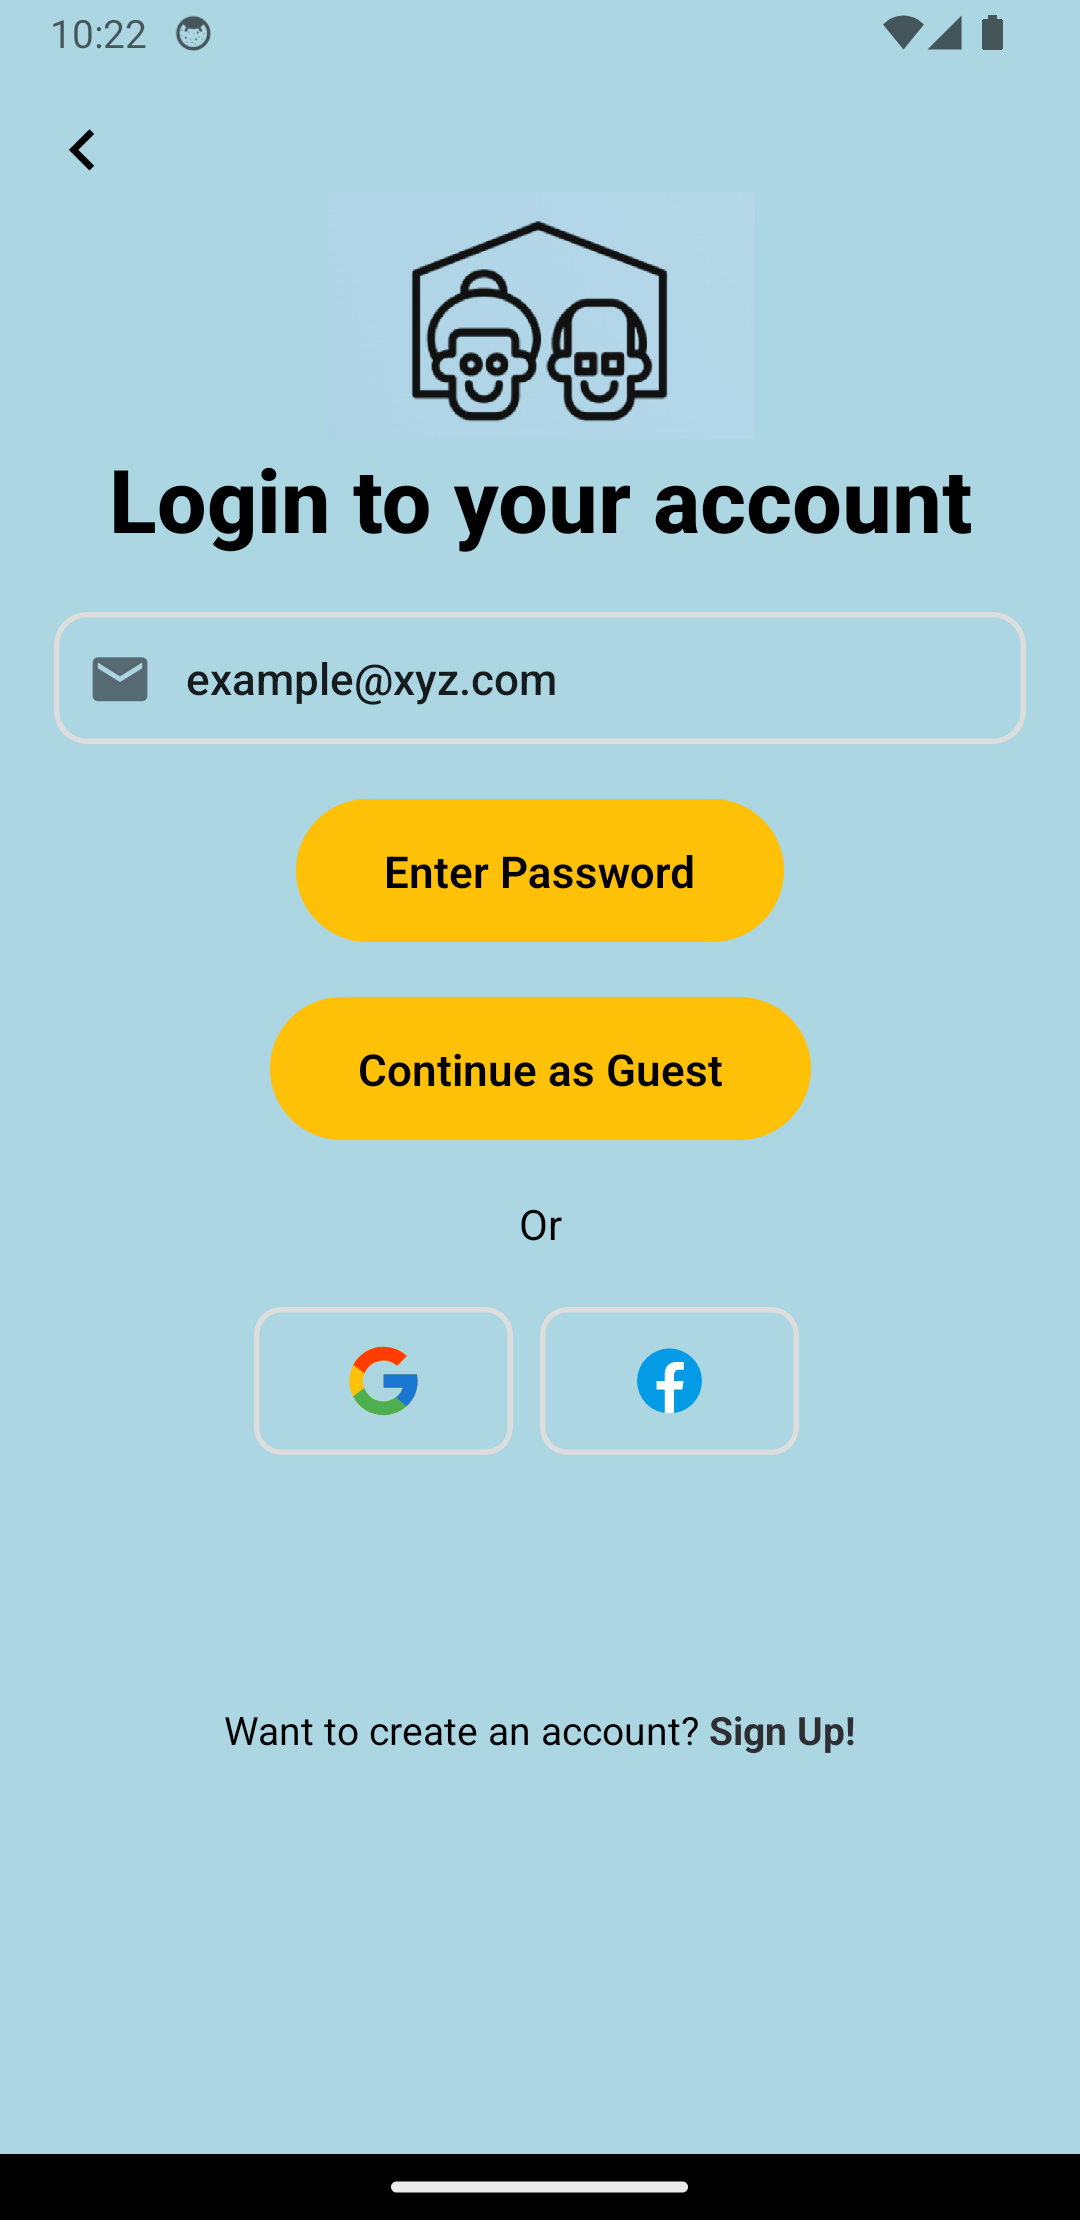 10:22
Login to your account
example@xyz.com
Enter Password
Continue as Guest
Or
Want to create an account? Sign Up!